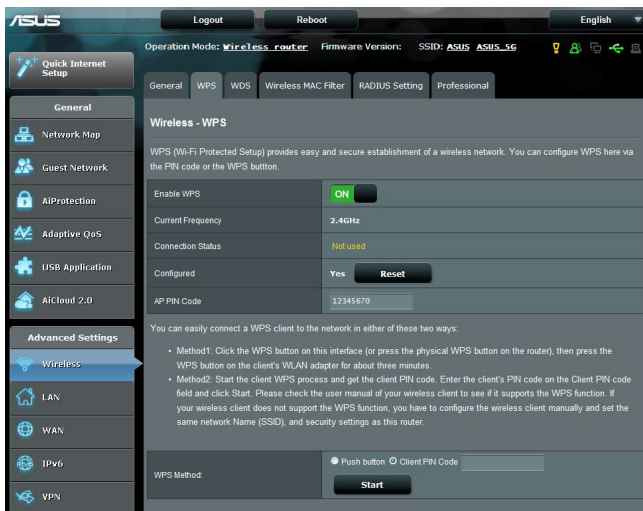 ASUS
Logout
Reboot
English
Operation Mode: Wireless router Firmware Version: SSID: ASUS ASUS_5G
Quick Internet
Setup
General WPS WDS Wireless MAC Filter RADIUS Setting Professional
General
Network Map
Guest Network
AiProtection
Adaptive QoS
USB Application
AiCloud 2.0
Advanced Settings
Wireless
LAN
WAN
IPv6
VPN
Wireless - WPS
WPS (Wi-Fi Protected Setup) provides easy and secure establishment of a wireless network. You can configure WPS here via
the PIN code or the WPS buttton.
Enable WPS
ON
Current Frequency
2.4GHz
Connection Status
Not used
Configured
Yes Reset
AP PIN Code
12345670
You can easily connect a WPS client to the network in either of these two ways:
• Method1: Click the WPS button on this interface (or press the physical WPS button on the router), then press the
WPS button on the client's WLAN adapter for about three minutes.
• Method2: Start the client WPS process and get the client PIN code. Enter the client's PIN code on the Client PIN code
field and click Start. Please check the user manual of your wireless client to see if it supports the WPS function. If
your wireless client does not support the WPS function, you have to configure the wireless client manually and set the
same network Name (SSID), and security settings as this router.
WPS Method:
Push button Client PIN Code
Start